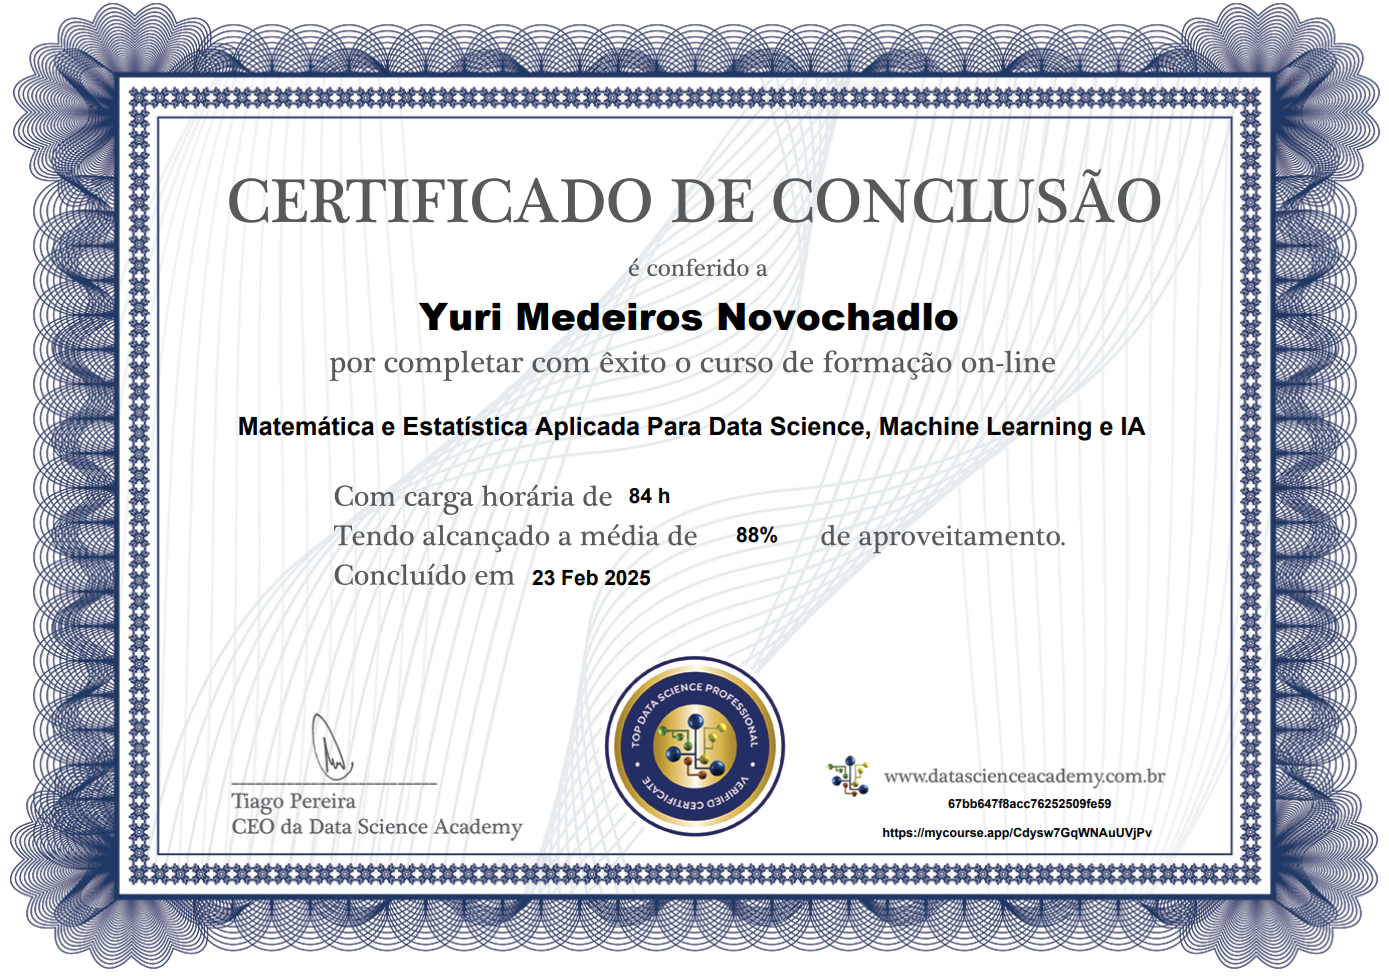 CERTIFICADO DE CONCLUSÃO
é conferido a
Yuri Medeiros Novochadlo
por completar com êxito o curso de formação on-line
Matemática e Estatística Aplicada Para Data Science, Machine Learning e IA
Com carga horária de 84 h
Tendo alcançado a média de 88% de aproveitamento.
Concluído em 23 Feb 2025
TOP DATA SCIENCE PROFESSIONAL
VERIFIED CERTIFICATE
Tiago Pereira
CEO da Data Science Academy
www.datascienceacademy.com.br
67bb647f8acc76252509fe59
https://mycourse.app/Cdysw7GqWNAuUVjPv